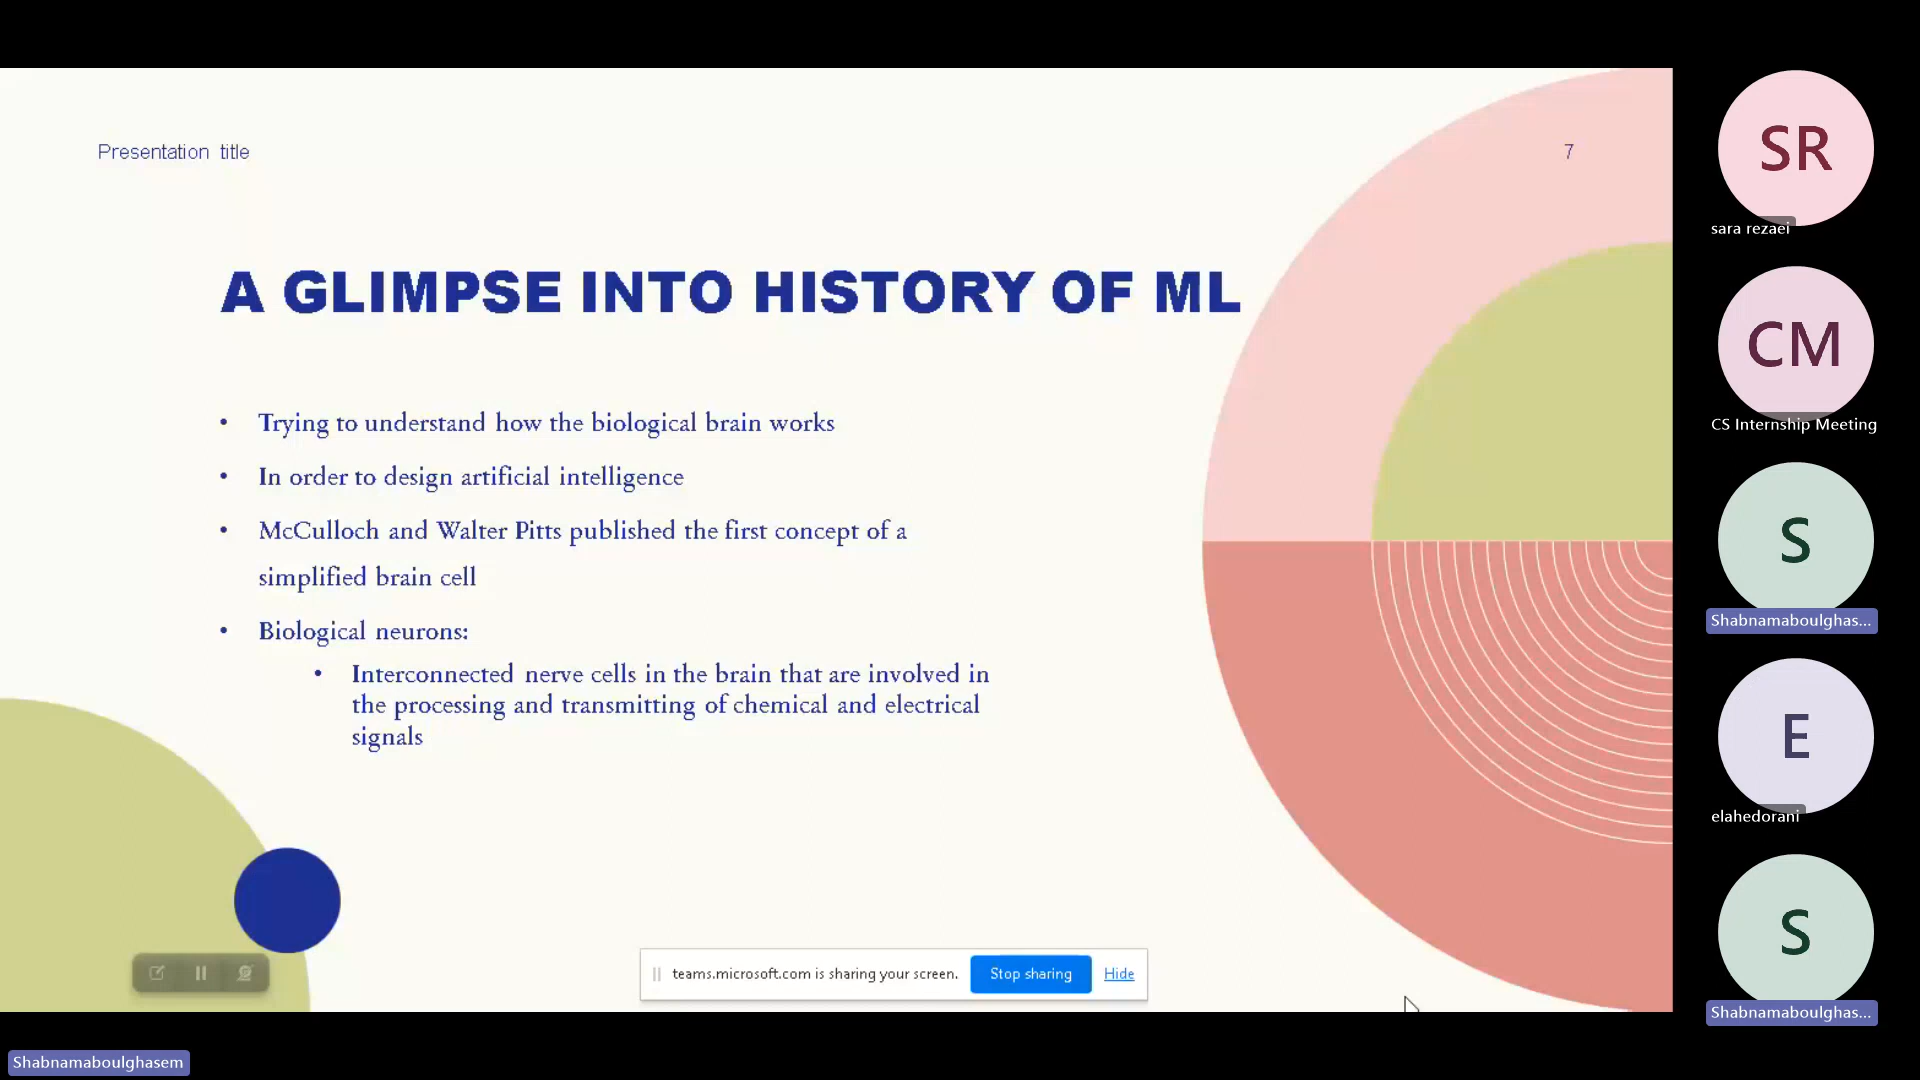 Presentation title
7
A GLIMPSE INTO HISTORY OF ML
• Trying to understand how the biological brain works
• In order to design artificial intelligence
• McCulloch and Walter Pitts published the first concept of a
simplified brain cell
• Biological neurons:
• Interconnected nerve cells in the brain that are involved in
the processing and transmitting of chemical and electrical
signals
teams.microsoft.com is sharing your screen. Stop sharing Hide
SR
sara rezaei
CM
CS Internship Meeting
S
Shabnamaboulghas...
E
elahedorani
S
Shabnamaboulghas...
Shabnamaboulghasem